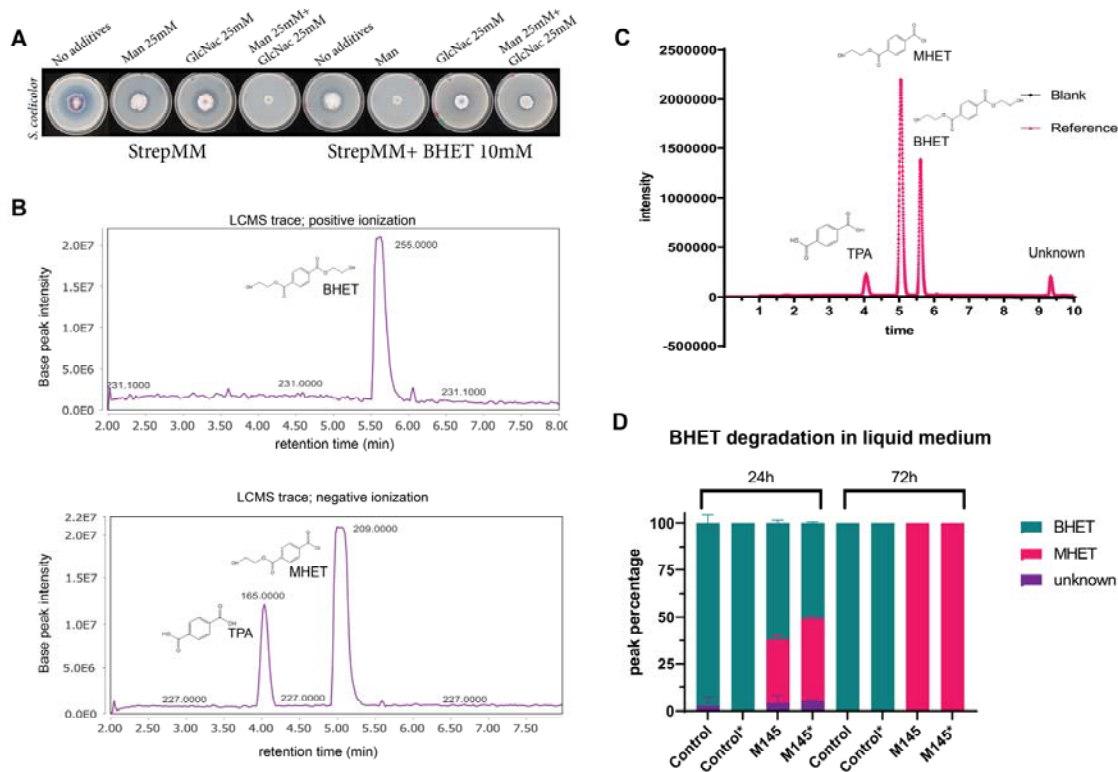 A
No additives
Man 25mM
GlcNac 25mM
Man 25mM+
GlcNac 25mM
No additives
Man
GlcNac 25mM
Man 25mM+
GlcNac 25mM
S. coelicolor
StrepMM
StrepMM+ BHET 10mM
B
LCMS trace; positive ionization
Base peak intensity
2.0E7
1.5E7
1.0E7
5.0E6
0.0E0
255.0000
BHET
231.1000
231.0000
231.1000
2.00 2.50 3.00 3.50 4.00 4.50 5.00 5.50 6.00 6.50 7.00 7.50 8.00
retention time (min)
LCMS trace; negative ionization
Base peak intensity
2.2E7
2.0E7
1.5E7
1.0E7
5.0E6
0.0E0
209.0000
MHET
165.0000
TPA
227.0000
227.0000
227.0000
2.00 2.50 3.00 3.50 4.00 4.50 5.00 5.50 6.00 6.50 7.00 7.50
retention time (min)
C
intensity
2500000
2000000
1500000
1000000
500000
0
-500000
MHET
BHET
TPA
Unknown
Blank
Reference
1 2 3 4 5 6 7 8 9 10
time
D
BHET degradation in liquid medium
24h
72h
peak percentage
100
75
50
25
0
Control
Control*
M145
M145*
Control
Control*
M145
M145*
BHET
MHET
unknown